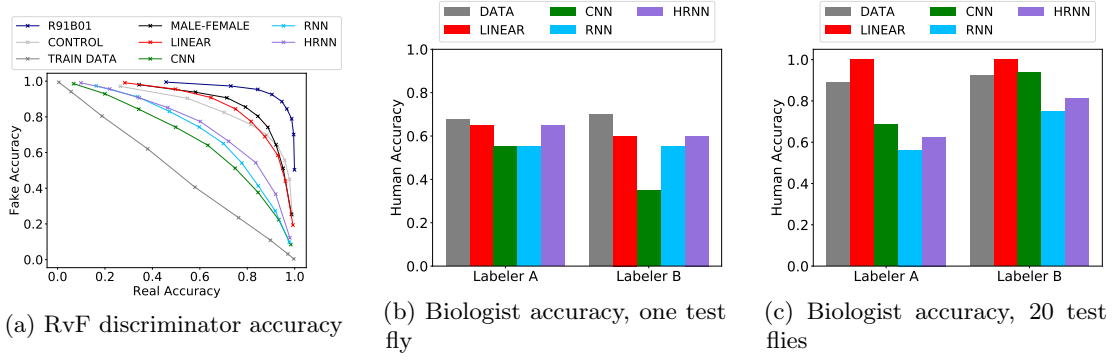 R91B01
CONTROL
TRAIN DATA
MALE-FEMALE
LINEAR
CNN
RNN
HRNN
1.0
0.8
0.6
0.4
0.2
0.0
Fake Accuracy
0.0 0.2 0.4 0.6 0.8 1.0
Real Accuracy
(a) RvF discriminator accuracy
DATA
LINEAR
CNN
RNN
HRNN
1.0
0.8
0.6
0.4
0.2
0.0
Human Accuracy
Labeler A Labeler B
(b) Biologist accuracy, one test
fly
DATA
LINEAR
CNN
RNN
HRNN
1.0
0.8
0.6
0.4
0.2
0.0
Human Accuracy
Labeler A Labeler B
(c) Biologist accuracy, 20 test
flies